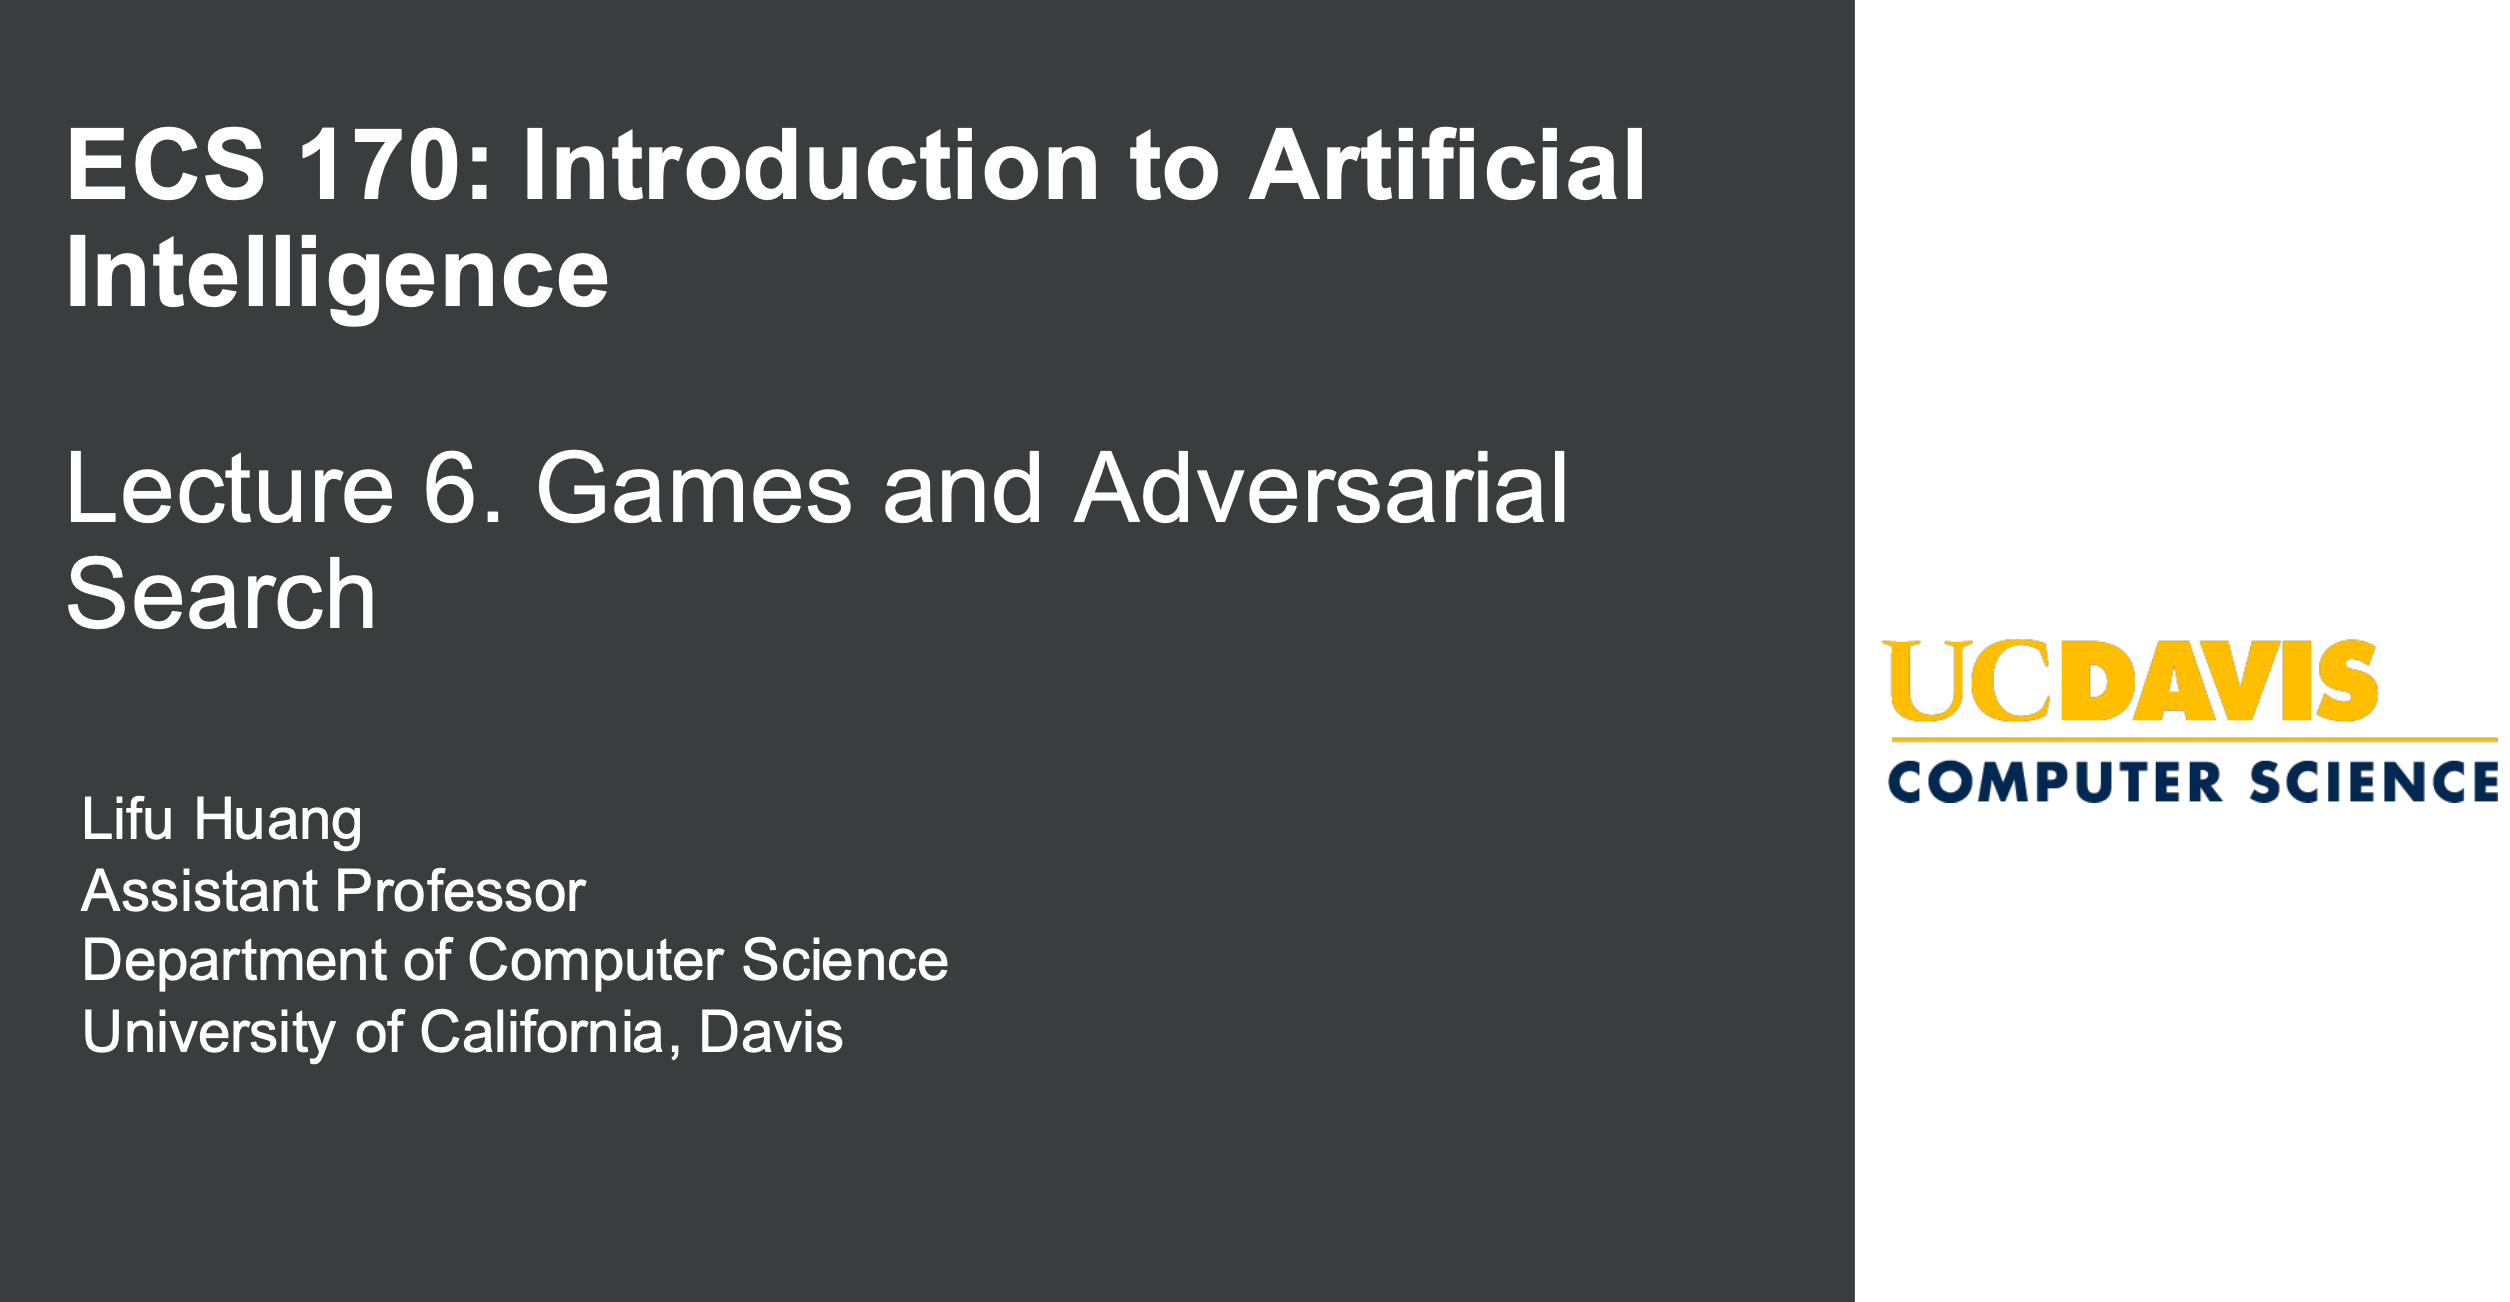 ECS 170: Introduction to Artificial
Intelligence
Lecture 6. Games and Adversarial
Search
Lifu Huang
Assistant Professor
Department of Computer Science
University of California, Davis
UCDAVIS
COMPUTER SCIENCE